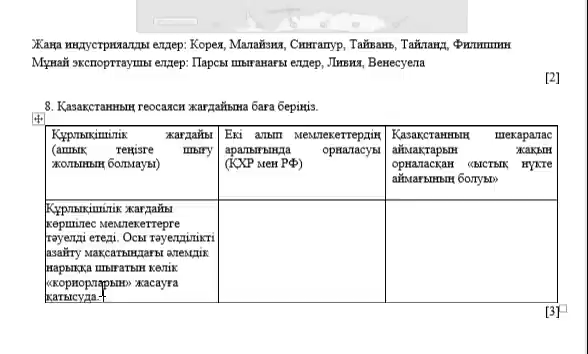 Жаңа индустрияалды елдер: Корея, Малайзия, Сингапур, Тайвань, Тайланд, Филиппин
Мұнай экспорттаушы елдер: Парсы шығанағы елдер, Ливия, Венесуела
[2]
8. Қазақстанның геосаяси жағдайына баға беріңіз.
Құрлықішілік жағдайы
(ашық теңізге шығу
жолының болмауы)
Екі алып мемлекеттердің
аралығында орналасуы
(ҚХР мен РФ)
Қазақстанның шекаралас
аймақтарын жақын
орналасқан «ыстық нүкте
аймағының болуы»
Құрлықішілік жағдайы
көршілес мемлекеттерге
тәуелді етеді. Осы тәуелділікті
азайту мақсатындағы әлемдік
нарыққа шығатын көлік
«кориорларын» жасауға
қатысуда.
[3]